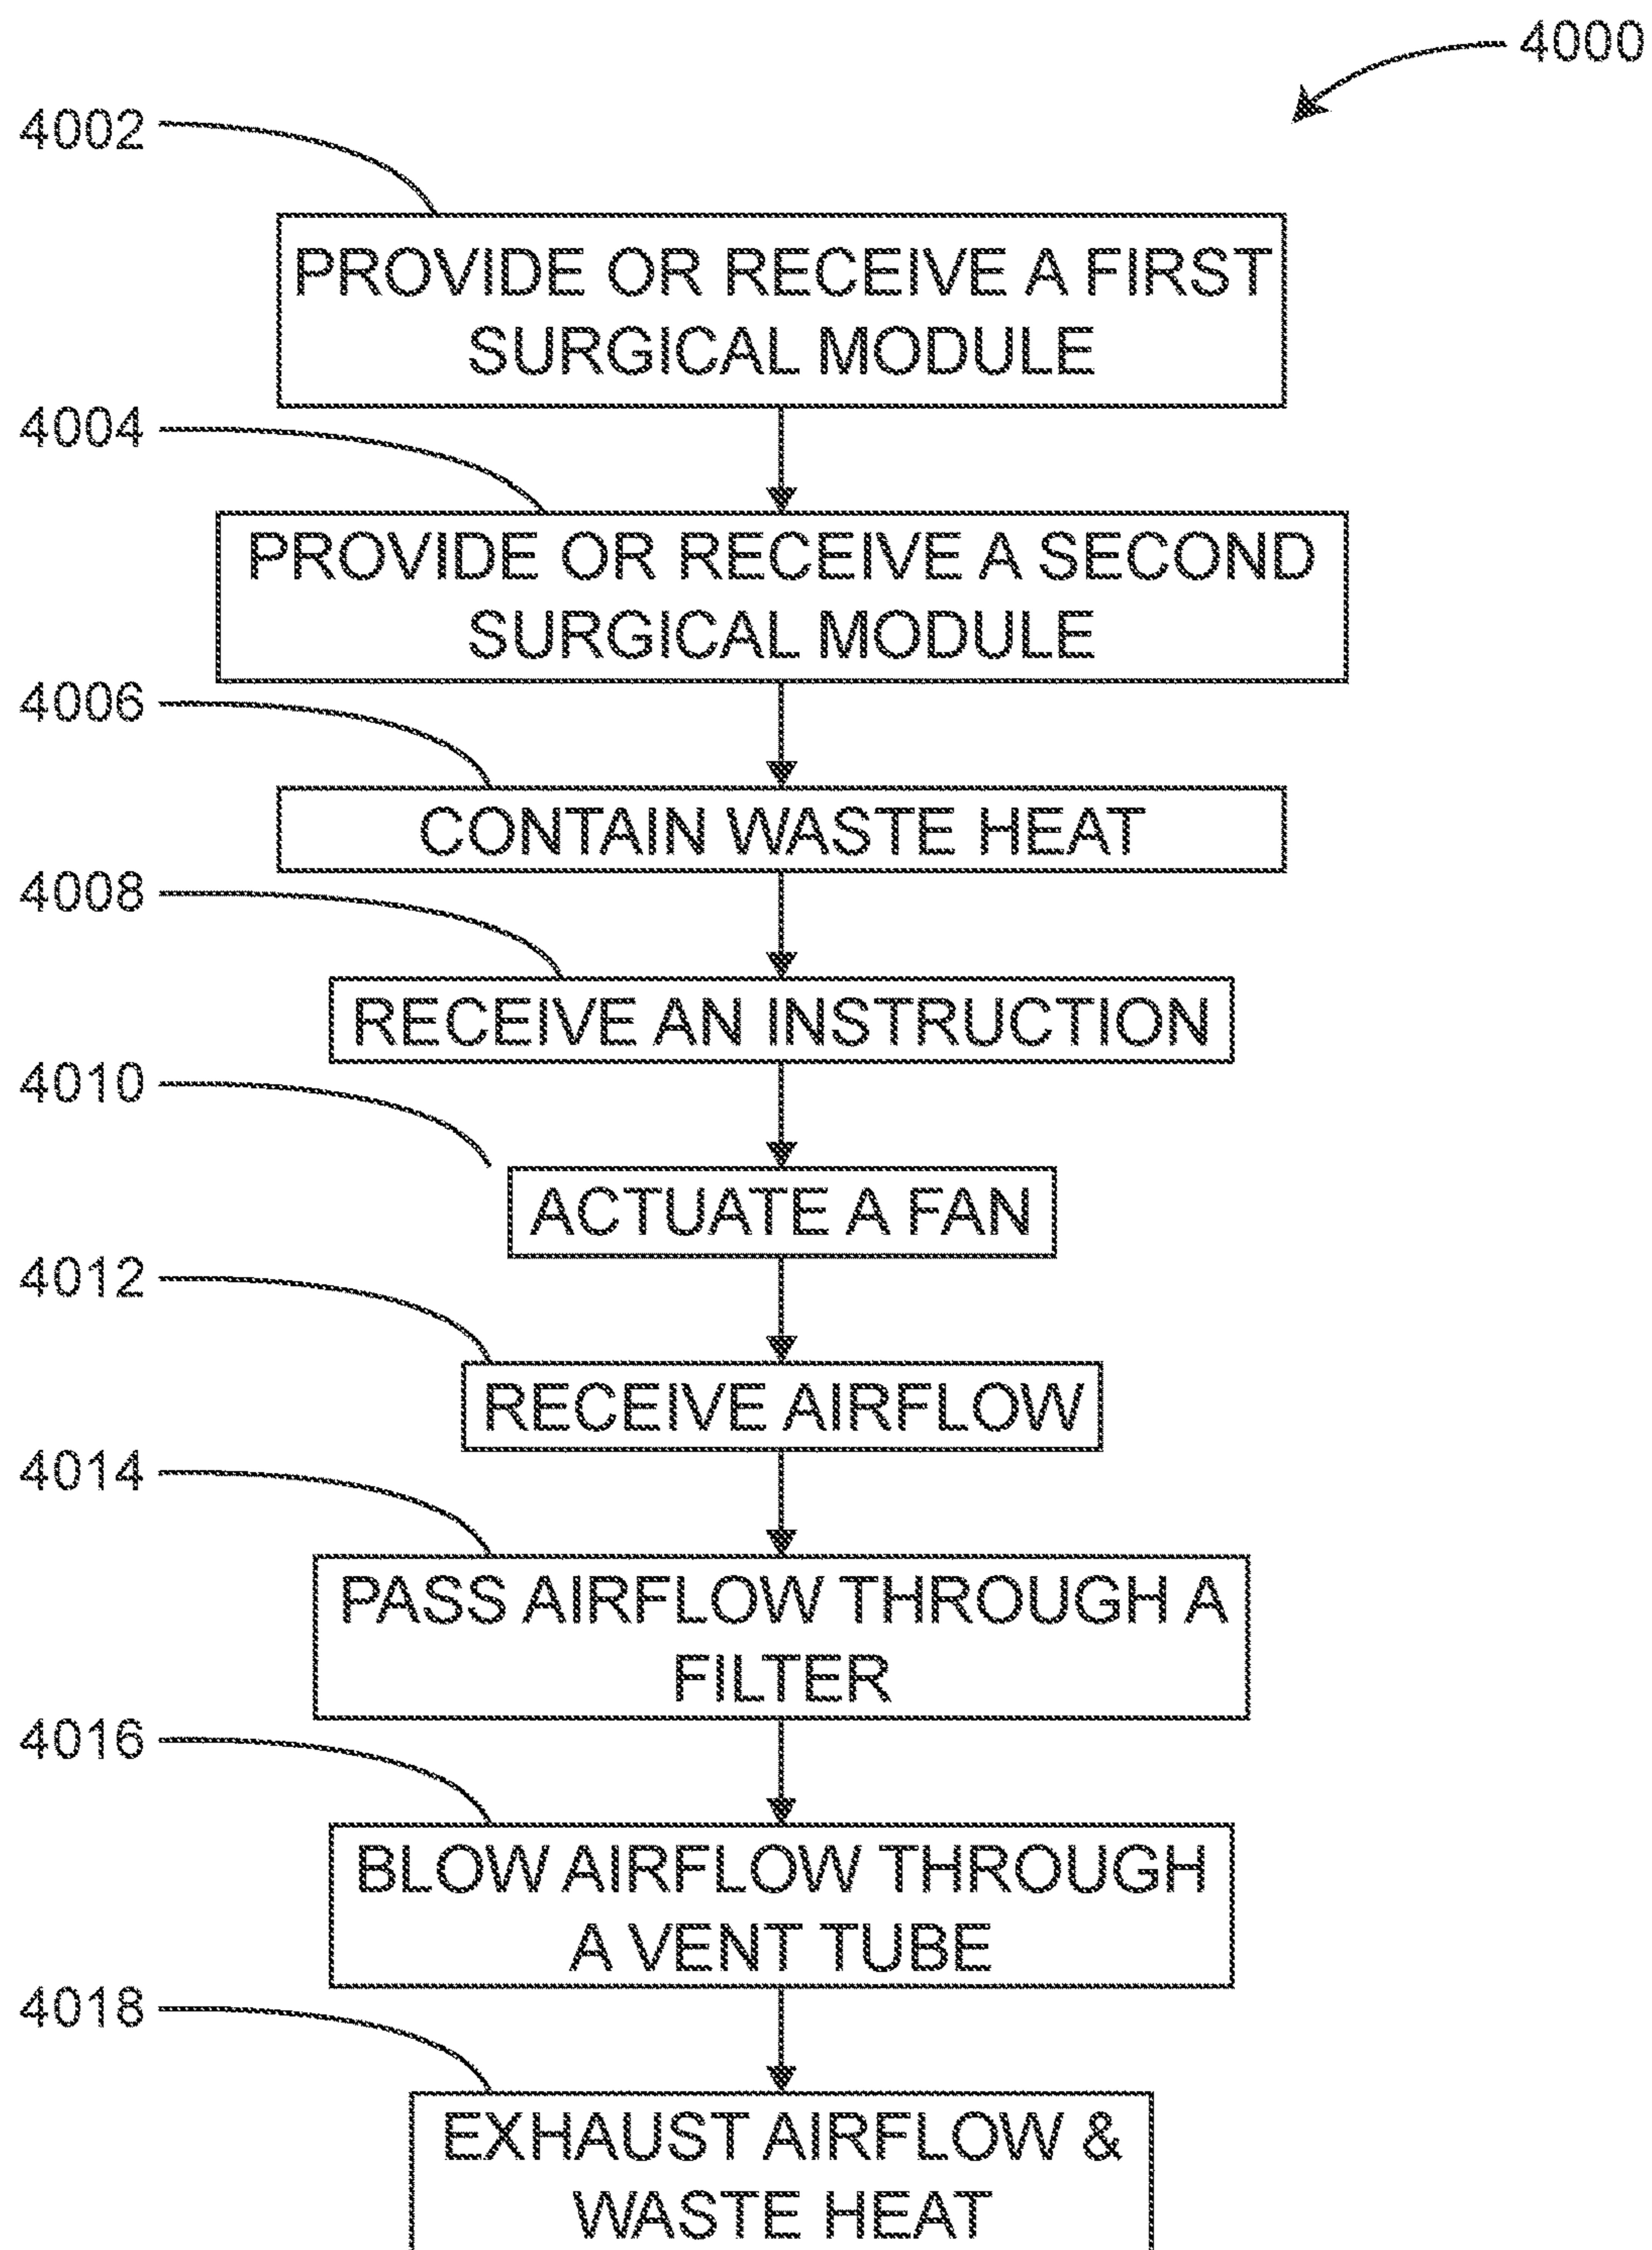 4000
4002
PROVIDE OR RECEIVE A FIRST
SURGICAL MODULE
4004
PROVIDE OR RECEIVE A SECOND
SURGICAL MODULE
4006
CONTAIN WASTE HEAT
4008
RECEIVE AN INSTRUCTION
4010
ACTUATE A FAN
4012
RECEIVE AIRFLOW
4014
PASS AIRFLOW THROUGH A
FILTER
4016
BLOW AIRFLOW THROUGH
A VENT TUBE
4018
EXHAUST AIRFLOW &
WASTE HEAT